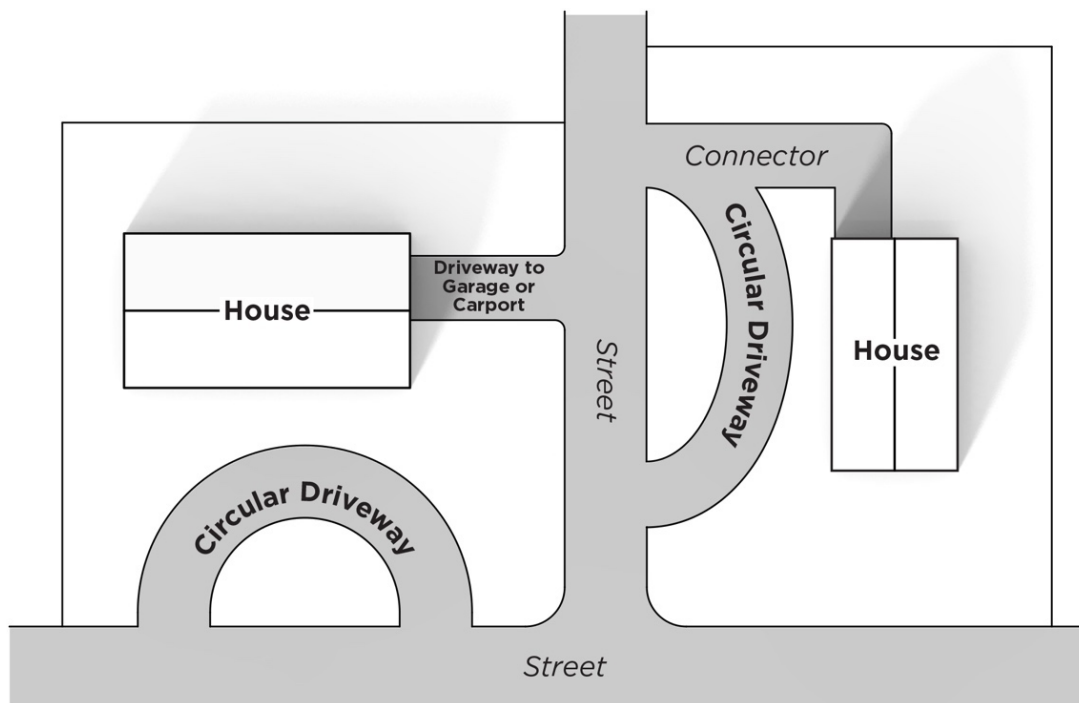 Connector
Circular Driveway
Driveway to
Garage or
Carport
House
Street
House
Circular Driveway
Street